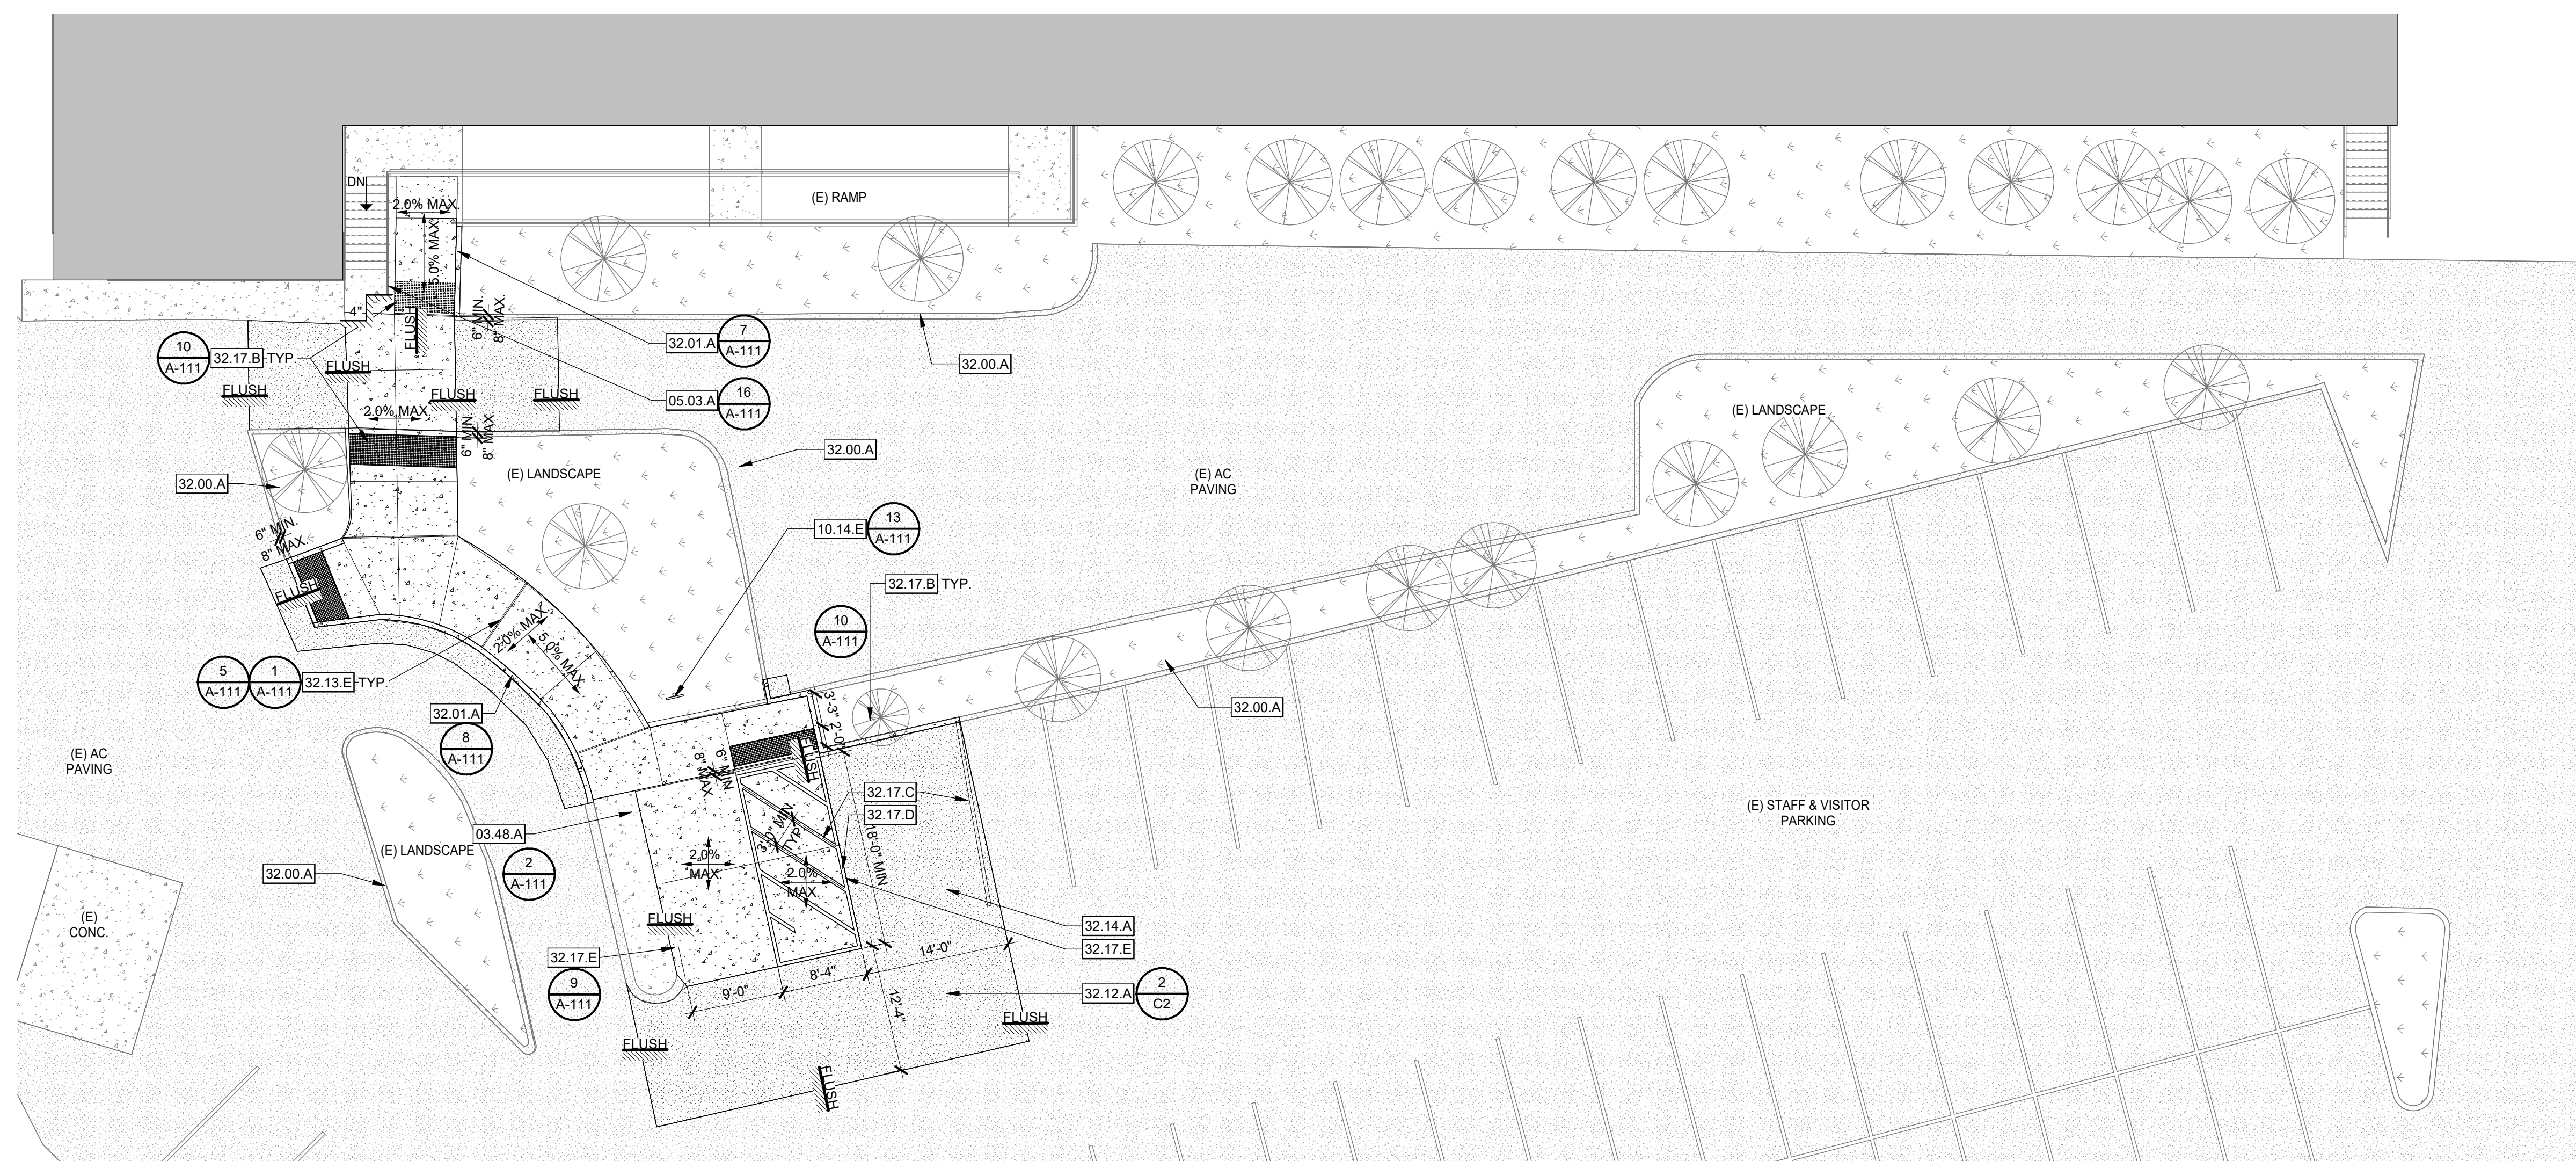 DN
(E) RAMP
2.0% MAX.
5.0% MAX.
4"
FLUSH
6" MIN.
8" MAX.
32.01.A
7
A-111
32.00.A
10
A-111
32.17.B TYP.
FLUSH
FLUSH
FLUSH
FLUSH
05.03.A
16
A-111
2.0% MAX.
6" MIN.
8" MAX.
(E) LANDSCAPE
32.00.A
32.00.A
(E) LANDSCAPE
(E) AC
PAVING
6" MIN.
8" MAX.
FLUSH
10.14.E
13
A-111
32.17.B TYP.
10
A-111
2.0% MAX.
5.0% MAX.
5
A-111
1
A-111
32.13.E TYP.
32.01.A
8
A-111
3'-3"
2'-0"
32.00.A
(E) AC
PAVING
6" MIN
8" MAX
FLUSH
32.17.C
32.17.D
3'-0" MIN
TYP.
18'-0" MIN
(E) STAFF & VISITOR
PARKING
03.48.A
2
A-111
(E) LANDSCAPE
32.00.A
2.0%
MAX.
2.0%
MAX.
(E)
CONC.
FLUSH
32.14.A
32.17.E
32.17.E
9
A-111
14'-0"
8'-4"
9'-0"
12'-4"
32.12.A
2
C2
FLUSH
FLUSH
FLUSH